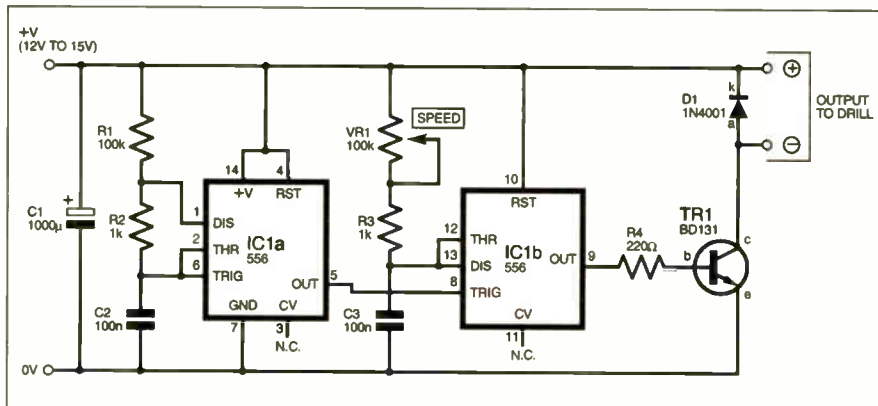 +V
(12V TO 15V)
C1
1000µ
+
R1
100k
R2
1k
C2
100n
14
4
+V
RST
1
DIS
2
THR
6
TRIG
IC1a
556
OUT
5
GND
CV
7
3
N.C.
SPEED
VR1
100k
R3
1k
C3
100n
10
RST
12
THR
13
DIS
8
TRIG
IC1b
556
OUT
9
CV
11
N.C.
R4
220Ω
TR1
BD131
b
c
e
D1
1N4001
k
a
+
−
OUTPUT
TO DRILL
0V